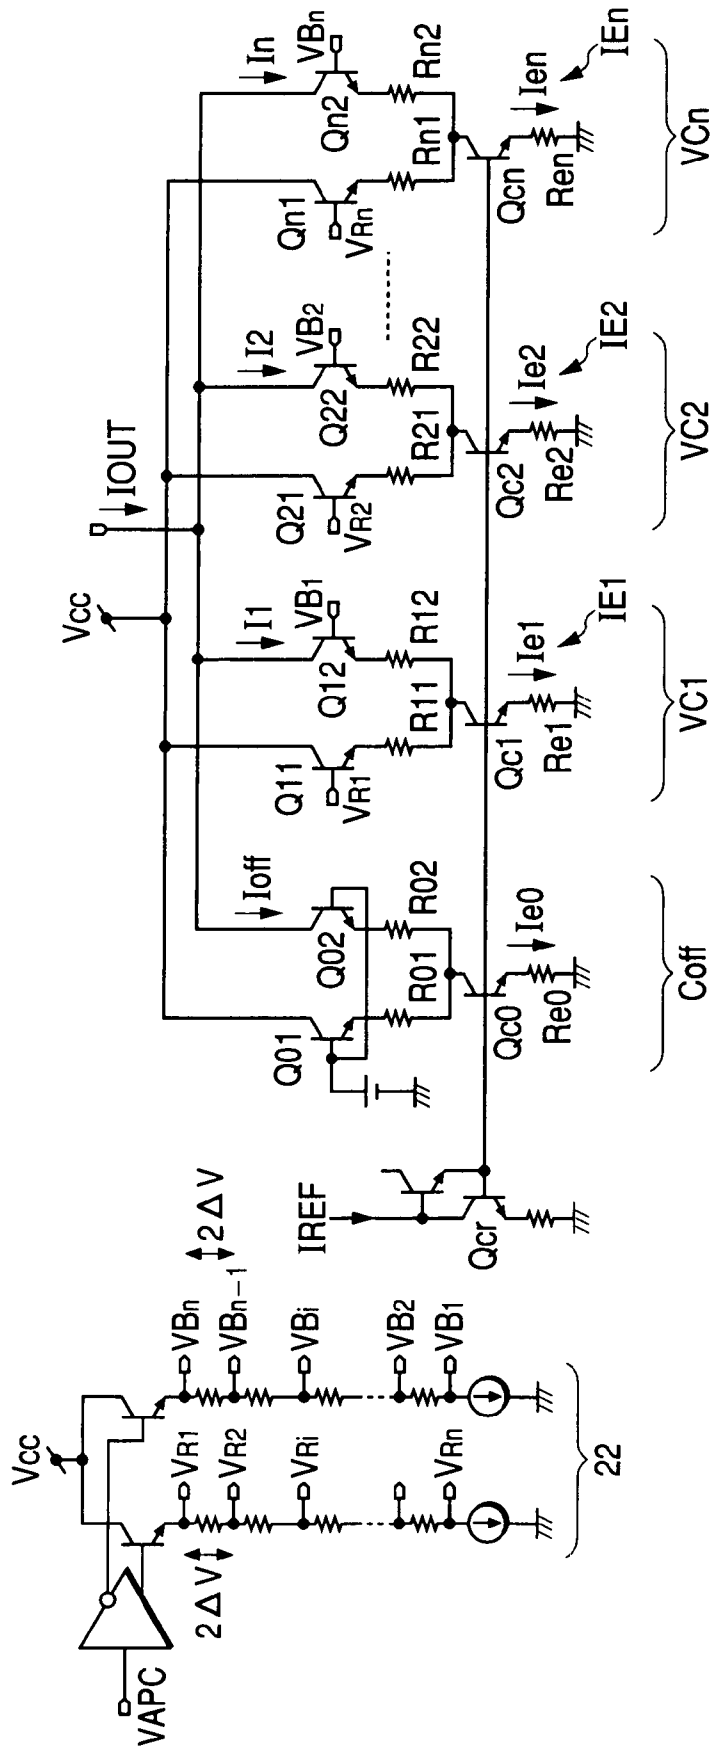 VAPC
Vcc
2ΔV
VR1
VR2
VRi
VRn
VBn
VBn-1
VBi
VB2
VB1
2ΔV
22
IREF
Qcr
Vcc
IOUT
Q01
Q02
Ioff
R01
R02
Qc0
Ie0
Re0
Coff
Q11
VR1
Q12
VB1
I1
R11
R12
Qc1
Ie1
Re1
IE1
VC1
Q21
VR2
Q22
VB2
I2
R21
R22
Qc2
Ie2
Re2
IE2
VC2
Qn1
VRn
Qn2
VBn
In
Rn1
Rn2
Qcn
Ien
Ren
IEn
VCn